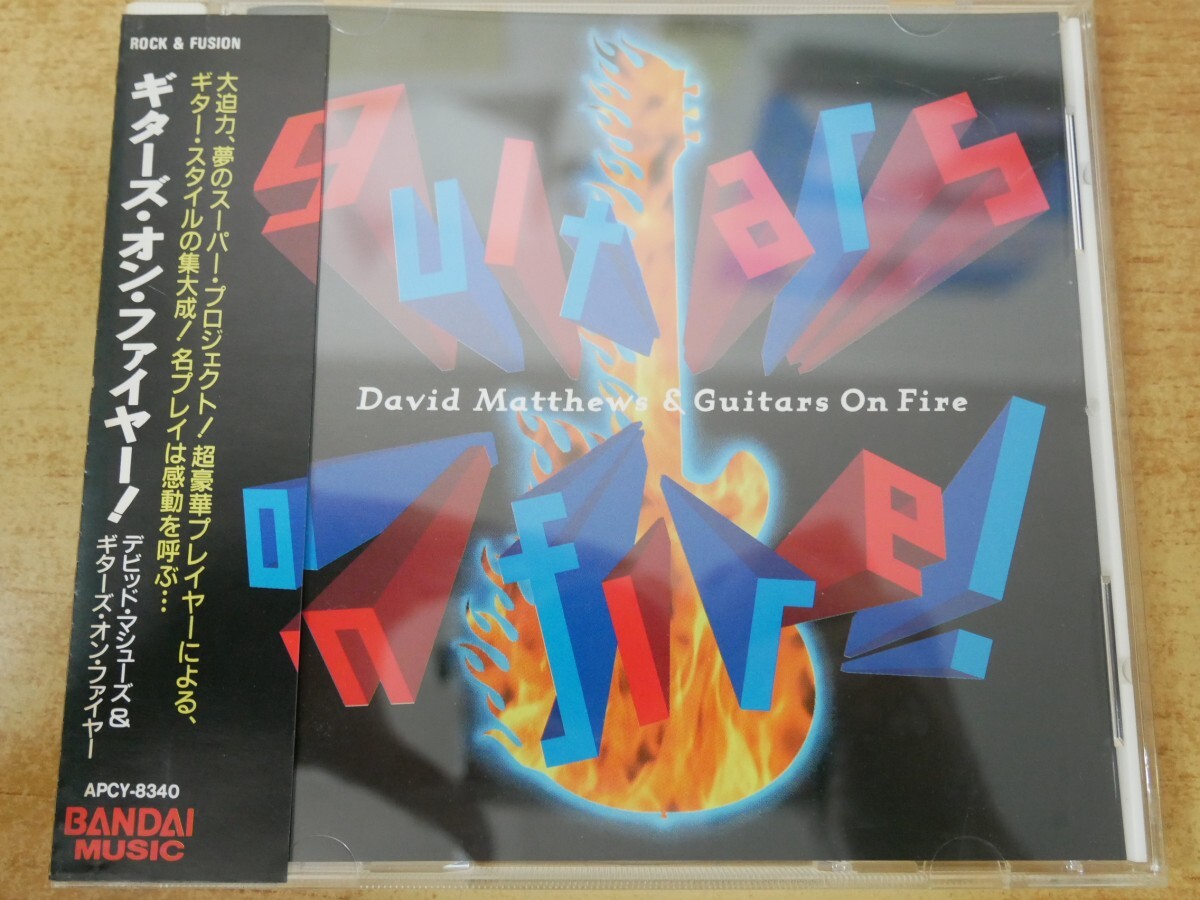 ROCK & FUSION
大迫力、夢のスーパー・プロジェクト! 超豪華プレイヤーによる、
ギター・スタイルの集大成! 名プレイは感動を呼ぶ…
ギターズ・オン・ファイヤー!
デビッド・マシューズ&
ギターズ・オン・ファイヤー
APCY-8340
BANDAI
MUSIC
guitars
David Matthews & Guitars On Fire
on fire!